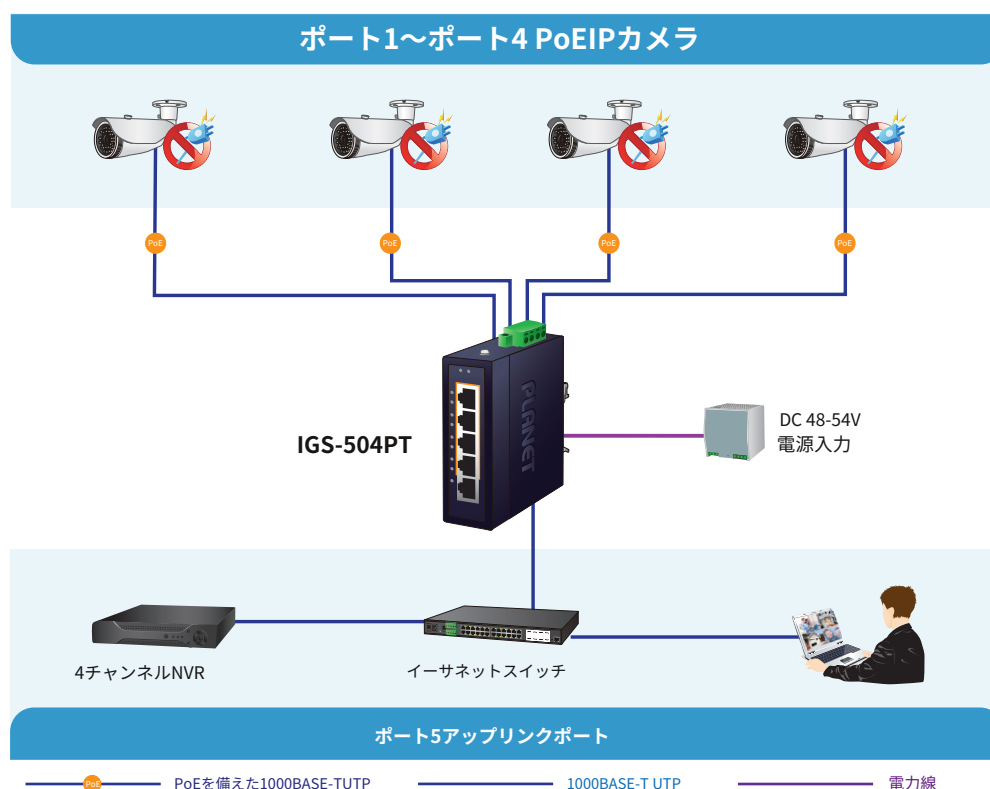 ポート1～ポート4 PoEIPカメラ
PoE
PoE
PoE
PoE
PLANET
IGS-504PT
DC 48-54V
電源入力
4チャンネルNVR
イーサネットスイッチ
ポート5アップリンクポート
PoE
PoEを備えた1000BASE-TUTP
1000BASE-T UTP
電力線